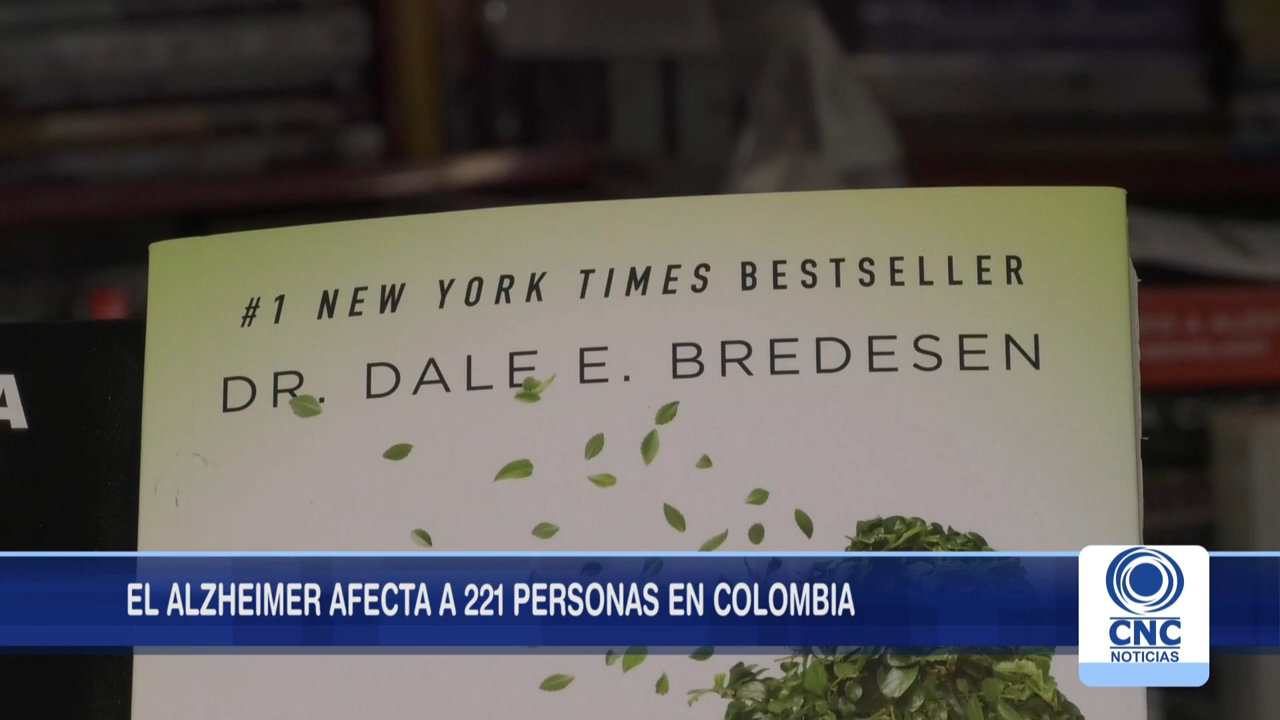 #1 NEW YORK TIMES BESTSELLER
DR. DALE E. BREDESEN
A
EL ALZHEIMER AFECTA A 221 PERSONAS EN COLOMBIA
CNC
NOTICIAS